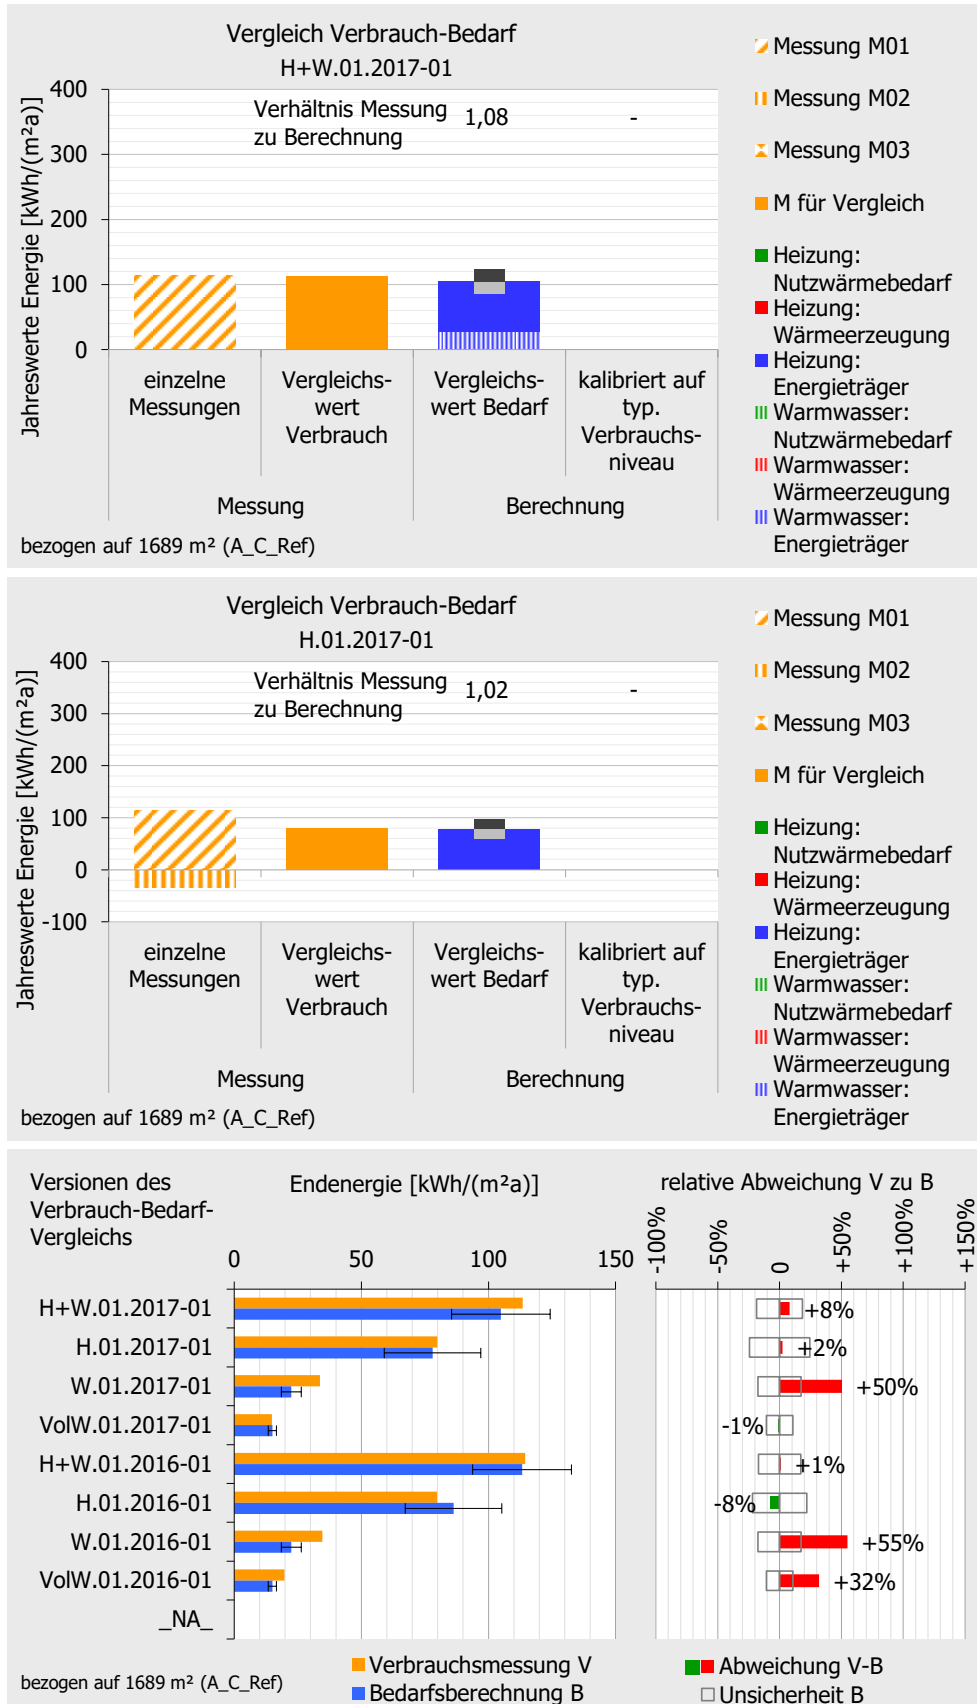 Vergleich Verbrauch-Bedarf
H+W.01.2017-01
Jahreswerte Energie [kWh/(m²a)]
400
300
200
100
0
Verhältnis Messung
zu Berechnung
1,08
-
einzelne
Messungen
Vergleichs-
wert
Verbrauch
Vergleichs-
wert Bedarf
kalibriert auf
typ.
Verbrauchs-
niveau
Messung
Berechnung
bezogen auf 1689 m² (A_C_Ref)
Messung M01
Messung M02
Messung M03
M für Vergleich
Heizung:
Nutzwärmebedarf
Heizung:
Wärmeerzeugung
Heizung:
Energieträger
Warmwasser:
Nutzwärmebedarf
Warmwasser:
Wärmeerzeugung
Warmwasser:
Energieträger
Vergleich Verbrauch-Bedarf
H.01.2017-01
Jahreswerte Energie [kWh/(m²a)]
400
300
200
100
0
-100
Verhältnis Messung
zu Berechnung
1,02
-
einzelne
Messungen
Vergleichs-
wert
Verbrauch
Vergleichs-
wert Bedarf
kalibriert auf
typ.
Verbrauchs-
niveau
Messung
Berechnung
bezogen auf 1689 m² (A_C_Ref)
Messung M01
Messung M02
Messung M03
M für Vergleich
Heizung:
Nutzwärmebedarf
Heizung:
Wärmeerzeugung
Heizung:
Energieträger
Warmwasser:
Nutzwärmebedarf
Warmwasser:
Wärmeerzeugung
Warmwasser:
Energieträger
Versionen des
Verbrauch-Bedarf-
Vergleichs
Endenergie [kWh/(m²a)]
0 50 100 150
relative Abweichung V zu B
-100% -50% 0 +50% +100% +150%
H+W.01.2017-01 +8%
H.01.2017-01 +2%
W.01.2017-01 +50%
VolW.01.2017-01 -1%
H+W.01.2016-01 +1%
H.01.2016-01 -8%
W.01.2016-01 +55%
VolW.01.2016-01 +32%
_NA_
bezogen auf 1689 m² (A_C_Ref)
Verbrauchsmessung V
Bedarfsberechnung B
Abweichung V-B
Unsicherheit B